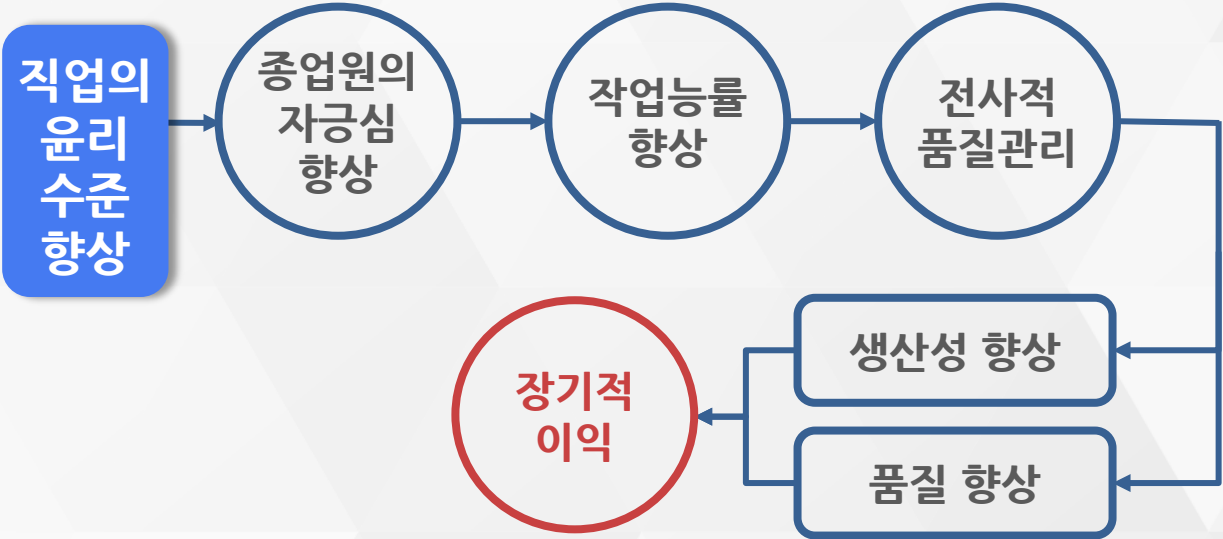 직업의
윤리
수준
향상
종업원의
자긍심
향상
작업능률
향상
전사적
품질관리
생산성 향상
품질 향상
장기적
이익